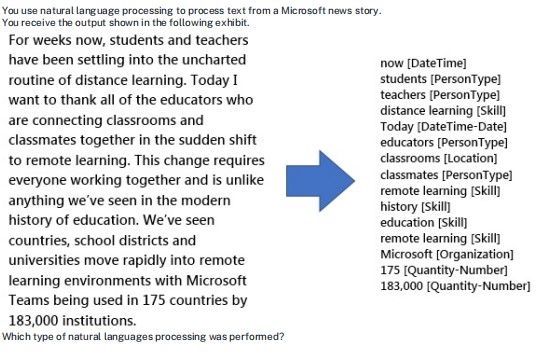 You use natural language processing to process text from a Microsoft news story.
You receive the output shown in the following exhibit.
For weeks now, students and teachers
have been settling into the uncharted
routine of distance learning. Today I
want to thank all of the educators who
are connecting classrooms and
classmates together in the sudden shift
to remote learning. This change requires
everyone working together and is unlike
anything we've seen in the modern
history of education. We've seen
countries, school districts and
universities move rapidly into remote
learning environments with Microsoft
Teams being used in 175 countries by
183,000 institutions.
now [DateTime]
students [PersonType]
teachers [PersonType]
distance learning [Skill]
Today [DateTime-Date]
educators [PersonType]
classrooms [Location]
classmates [PersonType]
remote learning [Skill]
history [Skill]
education [Skill]
remote learning [Skill]
Microsoft [Organization]
175 [Quantity-Number]
183,000 [Quantity-Number]
Which type of natural languages processing was performed?